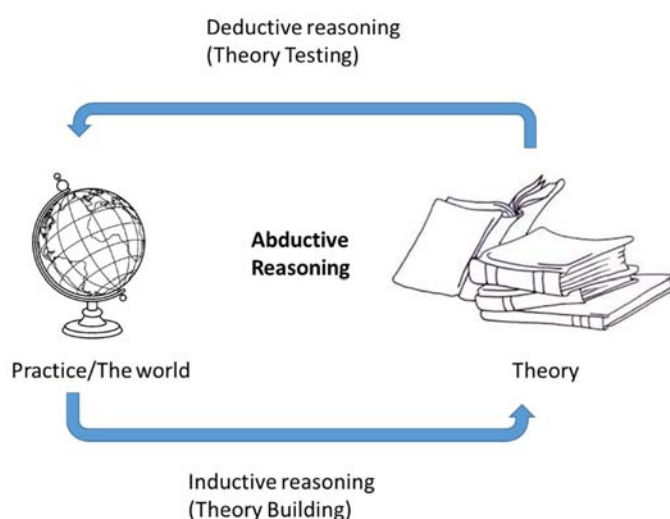 Deductive reasoning
(Theory Testing)
Abductive
Reasoning
Practice/The world
Theory
Inductive reasoning
(Theory Building)